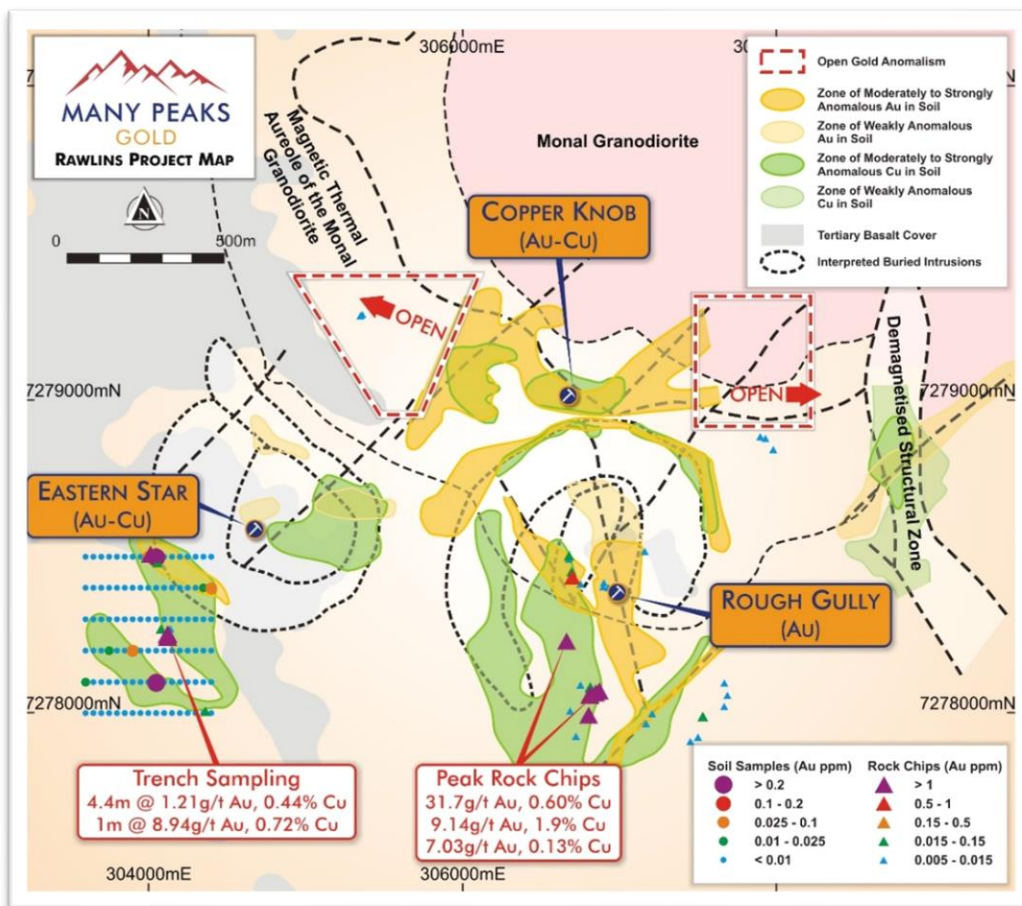 MANY PEAKS
GOLD
RAWLINS PROJECT MAP
N
0
500m
306000mE
Open Gold Anomalism
Zone of Moderately to Strongly
Anomalous Au in Soil
Zone of Weakly Anomalous
Au in Soil
Zone of Moderately to Strongly
Anomalous Cu in Soil
Zone of Weakly Anomalous
Cu in Soil
Tertiary Basalt Cover
Interpreted Buried Intrusions
Magnetic Thermal
Aureole of the Monal
Granodiorite
Monal Granodiorite
COPPER KNOB
(Au-Cu)
OPEN
OPEN
7279000mN
7279000mN
Demagnetised Structural Zone
EASTERN STAR
(Au-Cu)
ROUGH GULLY
(Au)
7278000mN
7278000mN
Trench Sampling
4.4m @ 1.21g/t Au, 0.44% Cu
1m @ 8.94g/t Au, 0.72% Cu
Peak Rock Chips
31.7g/t Au, 0.60% Cu
9.14g/t Au, 1.9% Cu
7.03g/t Au, 0.13% Cu
Soil Samples (Au ppm)
> 0.2
0.1 - 0.2
0.025 - 0.1
0.01 - 0.025
< 0.01
Rock Chips (Au ppm)
> 1
0.5 - 1
0.15 - 0.5
0.015 - 0.15
0.005 - 0.015
304000mE
306000mE